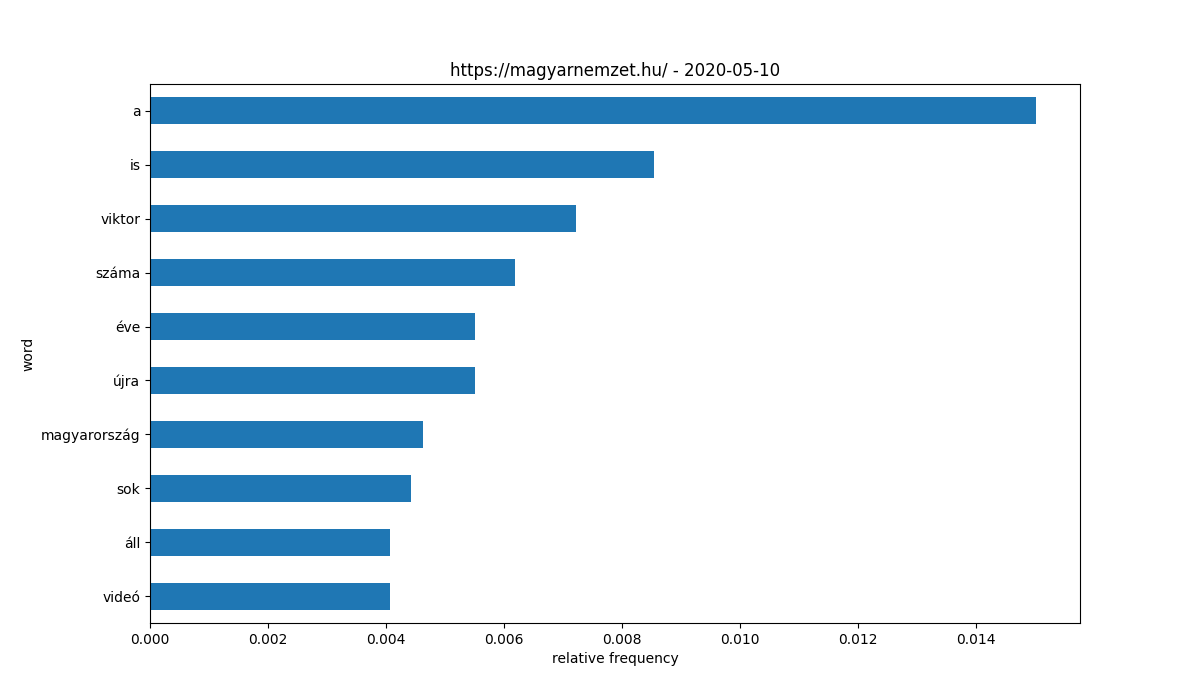 https://magyarnemzet.hu/ - 2020-05-10
a
is
viktor
száma
éve
újra
magyarország
sok
áll
videó
word
0.000 0.002 0.004 0.006 0.008 0.010 0.012 0.014
relative frequency